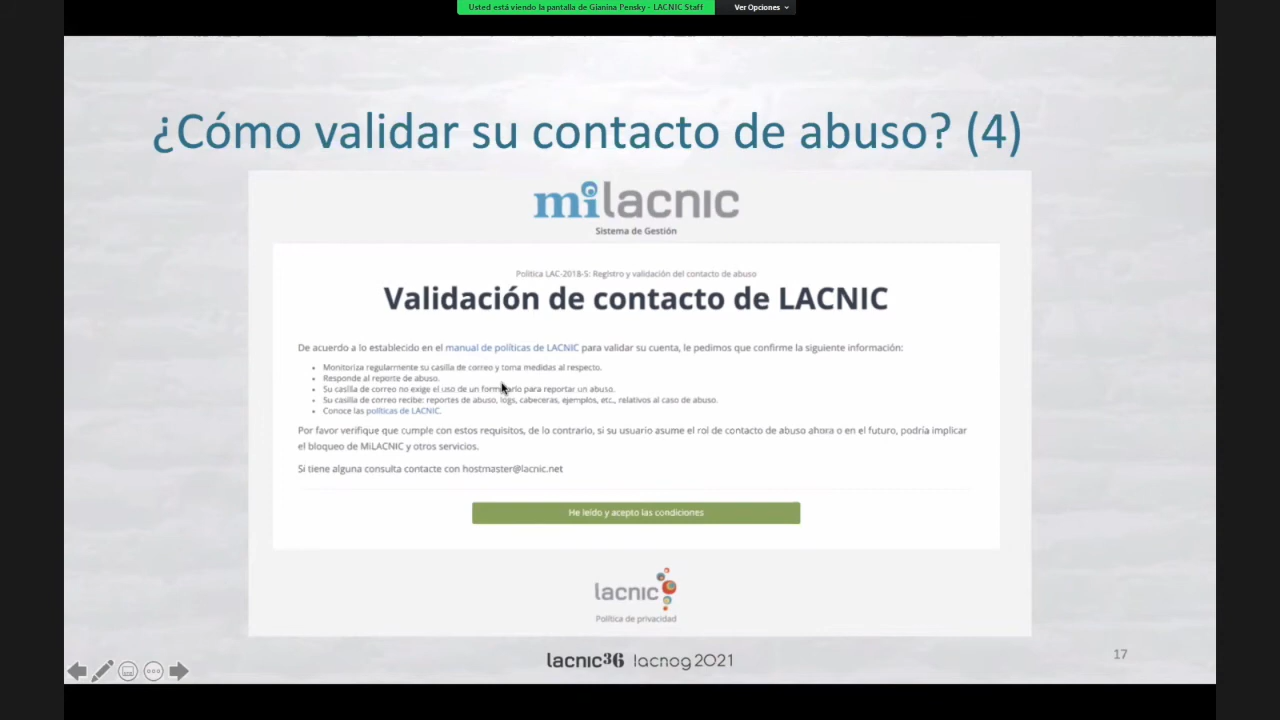 Usted está viendo la pantalla de Gianina Pensky - LACNIC Staff
Ver Opciones
¿Cómo validar su contacto de abuso? (4)
milacnic
Sistema de Gestión
Política LAC-2018-5: Registro y validación del contacto de abuso
Validación de contacto de LACNIC
De acuerdo a lo establecido en el manual de políticas de LACNIC para validar su cuenta, le pedimos que confirme la siguiente información:
• Monitoriza regularmente su casilla de correo y toma medidas al respecto.
• Responde al reporte de abuso.
• Su casilla de correo no exige el uso de un formulario para reportar un abuso.
• Su casilla de correo recibe: reportes de abuso, logs, cabeceras, ejemplos, etc., relativos al caso de abuso.
• Conoce las políticas de LACNIC.
Por favor verifique que cumple con estos requisitos, de lo contrario, si su usuario asume el rol de contacto de abuso ahora o en el futuro, podría implicar
el bloqueo de MiLACNIC y otros servicios.
Si tiene alguna consulta contacte con hostmaster@lacnic.net
He leído y acepto las condiciones
lacnic
Política de privacidad
lacnic36 lacnog2021
17